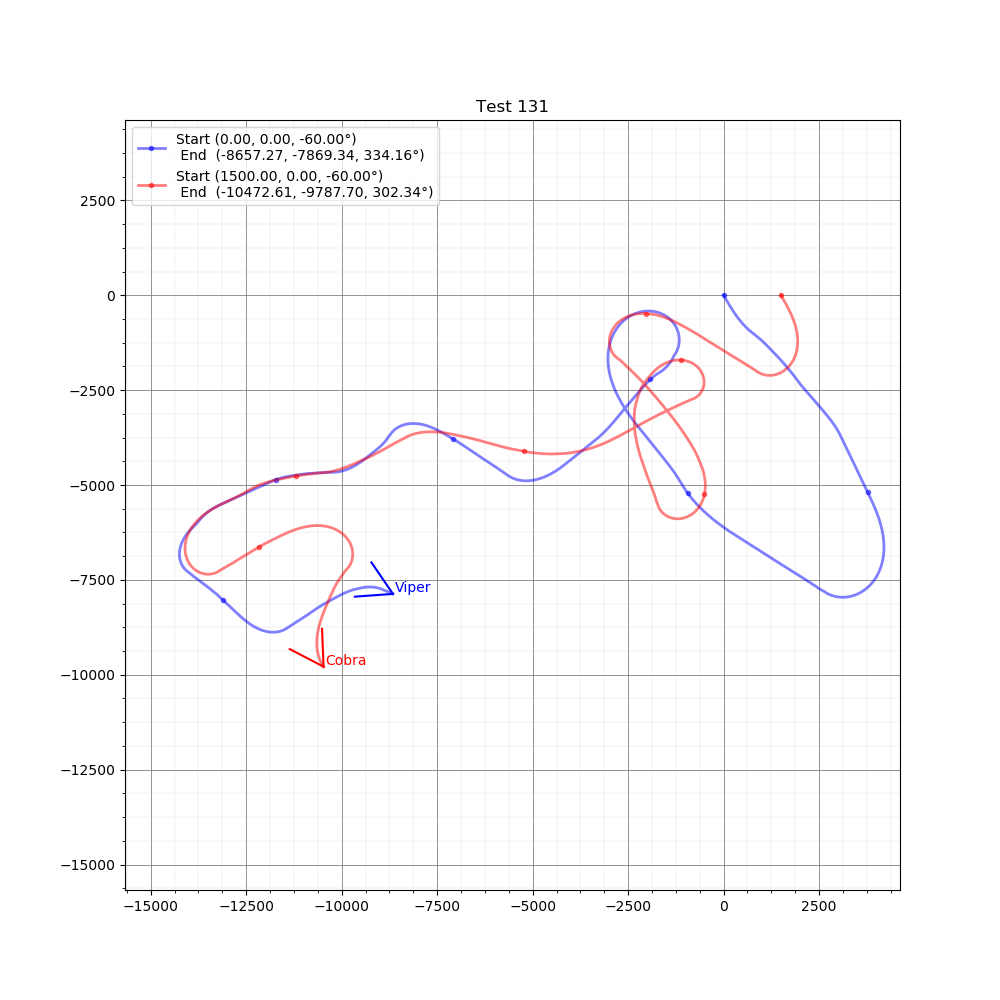 Test 131
Start (0.00, 0.00, -60.00°)
End  (-8657.27, -7869.34, 334.16°)
Start (1500.00, 0.00, -60.00°)
End  (-10472.61, -9787.70, 302.34°)
2500
0
−2500
−5000
−7500
−10000
−12500
−15000
Viper
Cobra
−15000 −12500 −10000 −7500 −5000 −2500 0 2500